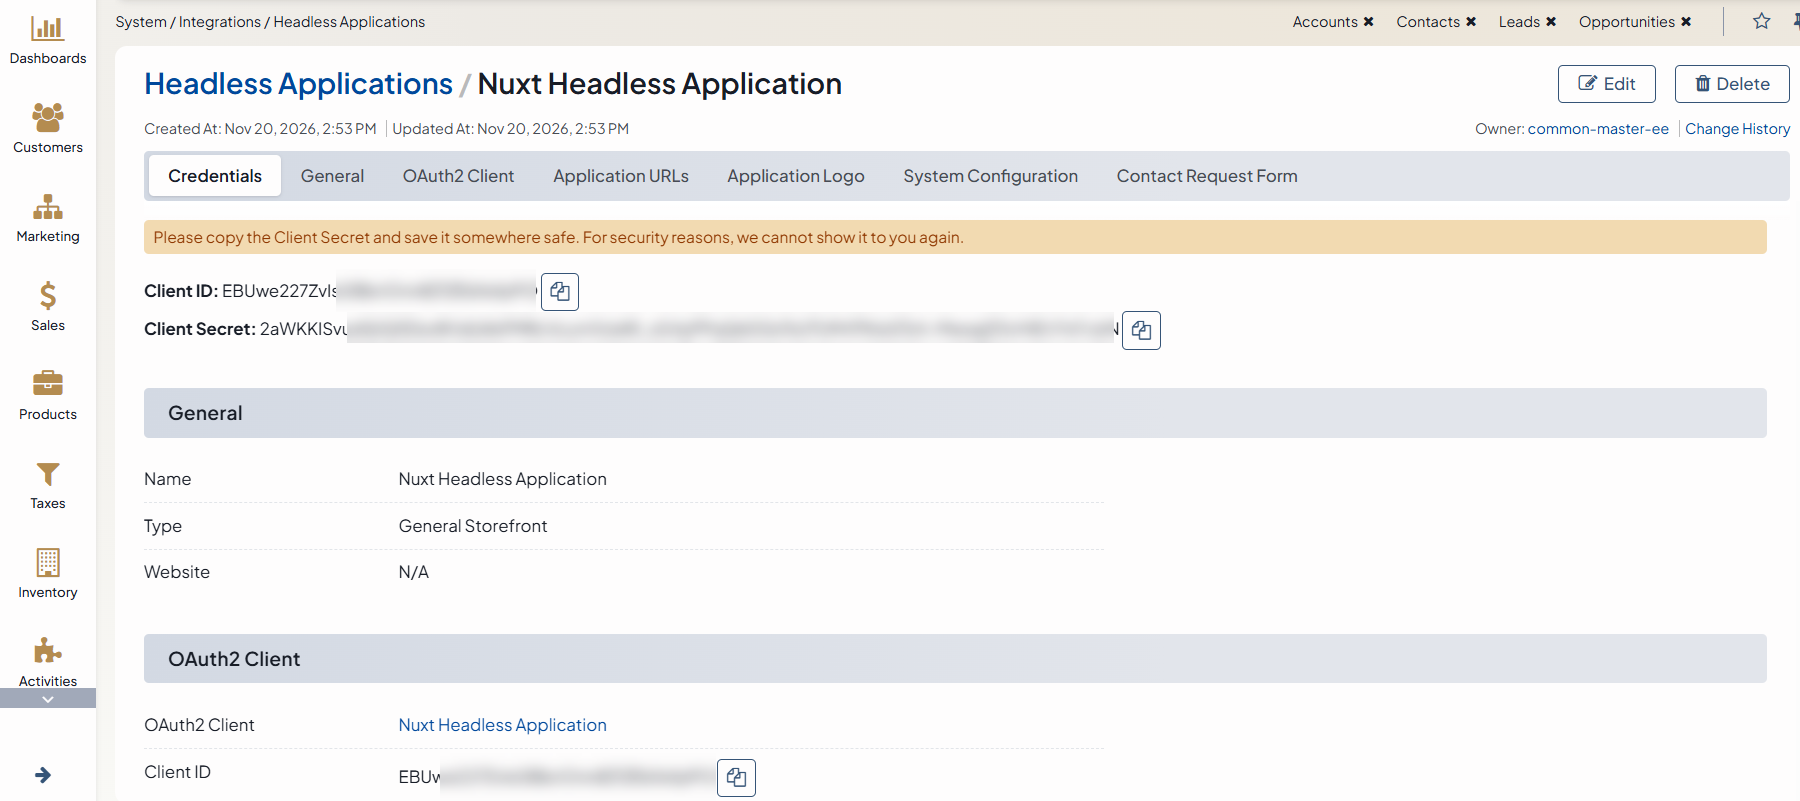 System / Integrations / Headless Applications
Accounts ✖ Contacts ✖ Leads ✖ Opportunities ✖
Dashboards
Customers
Marketing
Sales
Products
Taxes
Inventory
Activities
Headless Applications / Nuxt Headless Application
Edit
Delete
Created At: Nov 20, 2026, 2:53 PM | Updated At: Nov 20, 2026, 2:53 PM
Owner: common-master-ee | Change History
Credentials General OAuth2 Client Application URLs Application Logo System Configuration Contact Request Form
Please copy the Client Secret and save it somewhere safe. For security reasons, we cannot show it to you again.
Client ID:
Client Secret:
General
Name Nuxt Headless Application
Type General Storefront
Website N/A
OAuth2 Client
OAuth2 Client Nuxt Headless Application
Client ID